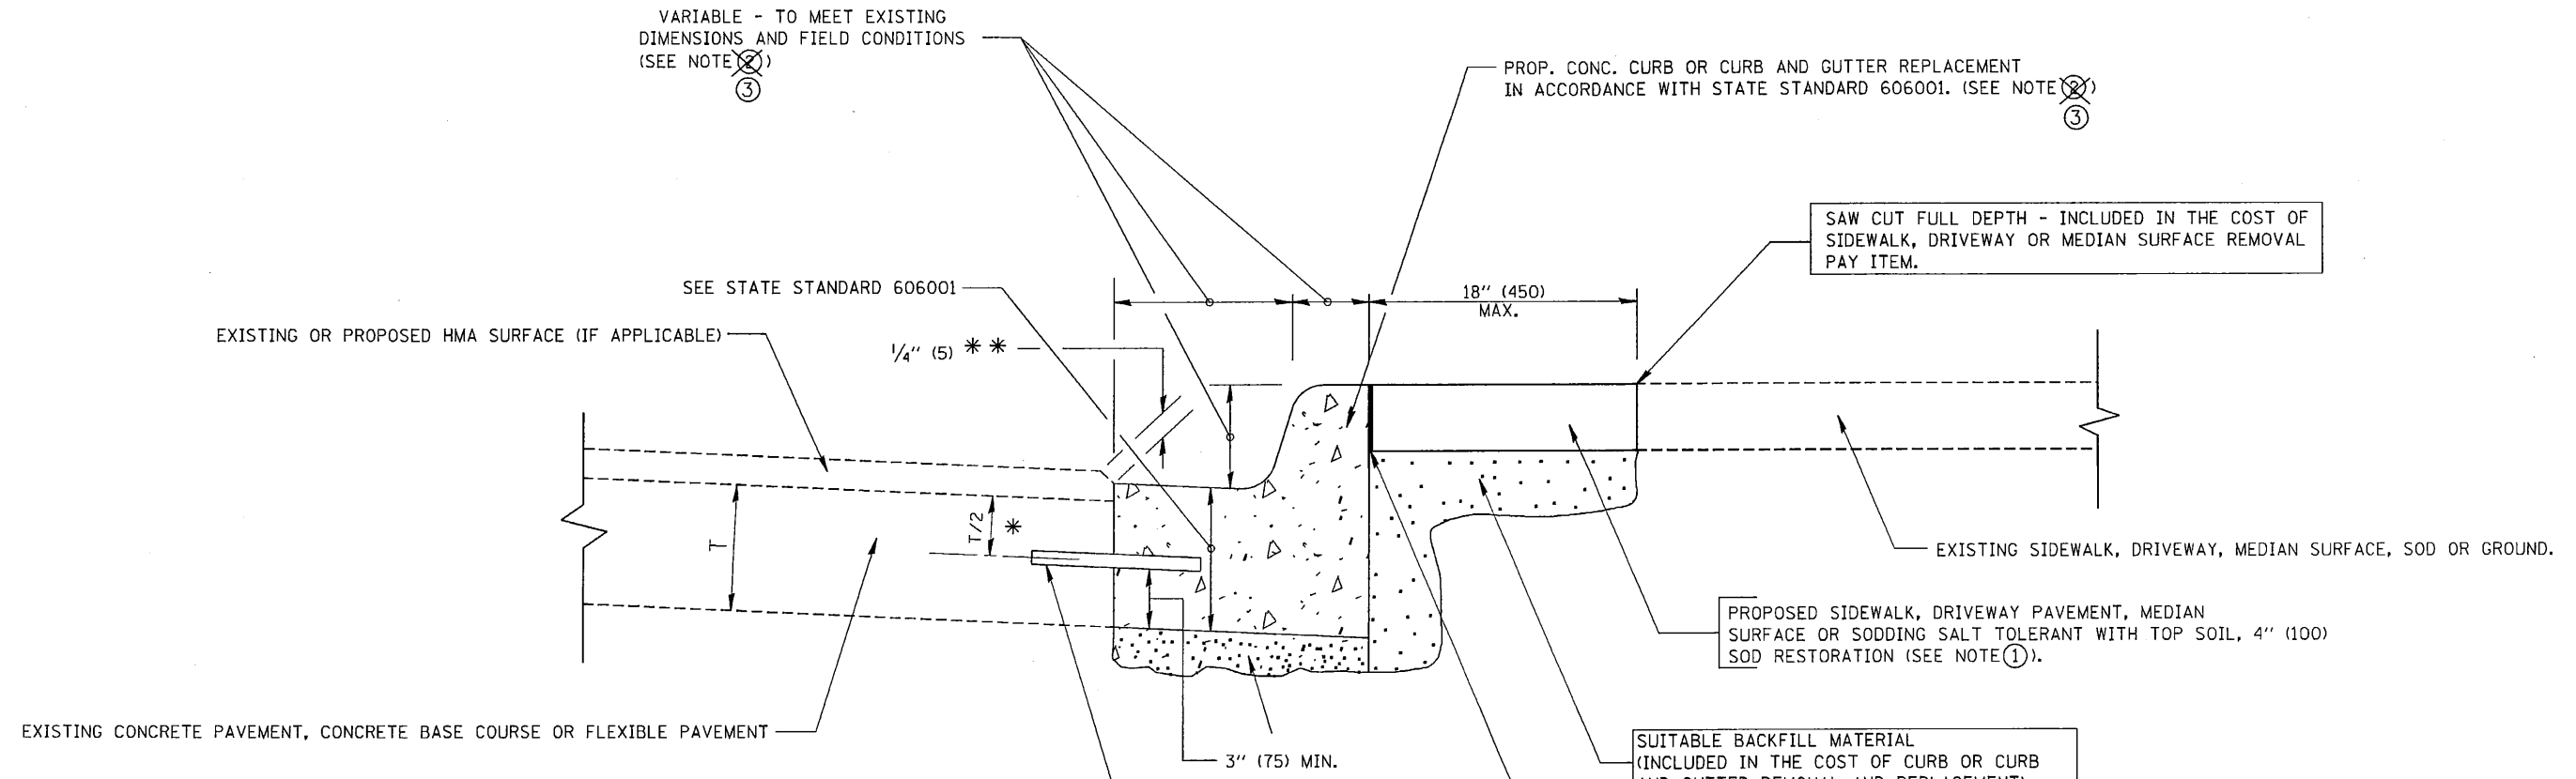 VARIABLE - TO MEET EXISTING
DIMENSIONS AND FIELD CONDITIONS
(SEE NOTE ②)
③
PROP. CONC. CURB OR CURB AND GUTTER REPLACEMENT
IN ACCORDANCE WITH STATE STANDARD 606001. (SEE NOTE ②)
③
SAW CUT FULL DEPTH - INCLUDED IN THE COST OF
SIDEWALK, DRIVEWAY OR MEDIAN SURFACE REMOVAL
PAY ITEM.
SEE STATE STANDARD 606001
18" (450)
MAX.
EXISTING OR PROPOSED HMA SURFACE (IF APPLICABLE)
1/4" (5) * *
T
T/2 *
EXISTING SIDEWALK, DRIVEWAY, MEDIAN SURFACE, SOD OR GROUND.
PROPOSED SIDEWALK, DRIVEWAY PAVEMENT, MEDIAN
SURFACE OR SODDING SALT TOLERANT WITH TOP SOIL, 4" (100)
SOD RESTORATION (SEE NOTE ①).
EXISTING CONCRETE PAVEMENT, CONCRETE BASE COURSE OR FLEXIBLE PAVEMENT
3" (75) MIN.
SUITABLE BACKFILL MATERIAL
(INCLUDED IN THE COST OF CURB OR CURB
AND GUTTER REMOVAL AND REPLACEMENT)